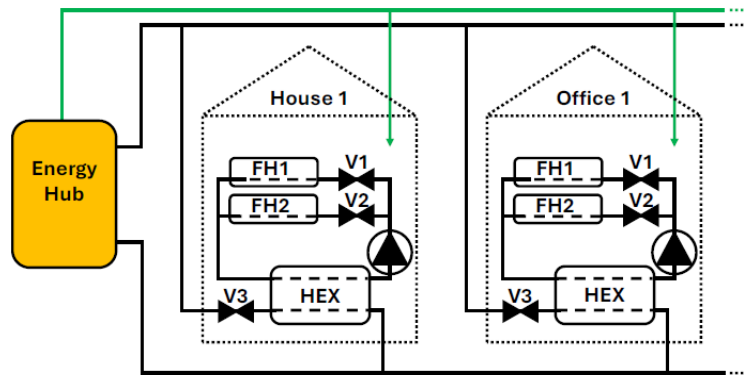 House 1
Office 1
Energy
Hub
FH1
V1
FH2
V2
V3
HEX
FH1
V1
FH2
V2
V3
HEX